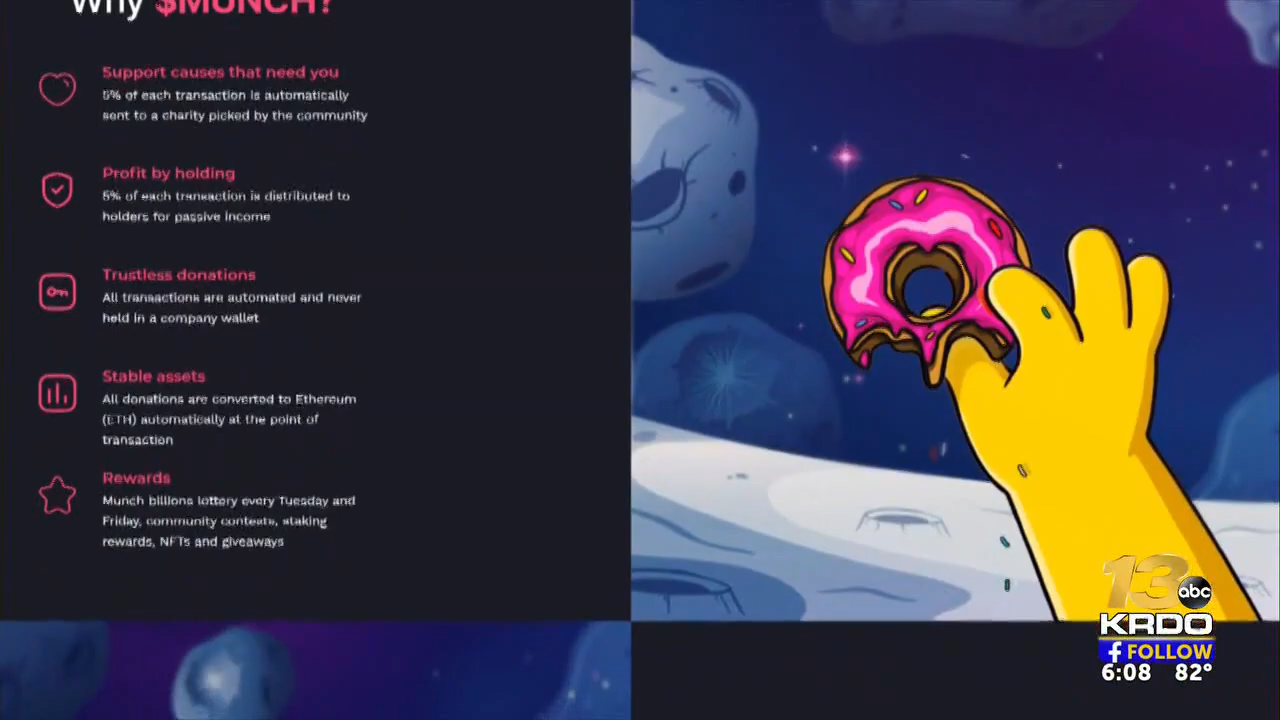 Why $MUNCH?
Support causes that need you
5% of each transaction is automatically
sent to a charity picked by the community
Profit by holding
5% of each transaction is distributed to
holders for passive income
Trustless donations
All transactions are automated and never
held in a company wallet
Stable assets
All donations are converted to Ethereum
(ETH) automatically at the point of
transaction
Rewards
Munch billions lottery every Tuesday and
Friday, community contests, staking
rewards, NFTs and giveaways
13 abc
KRDO
f FOLLOW
6:08 82°